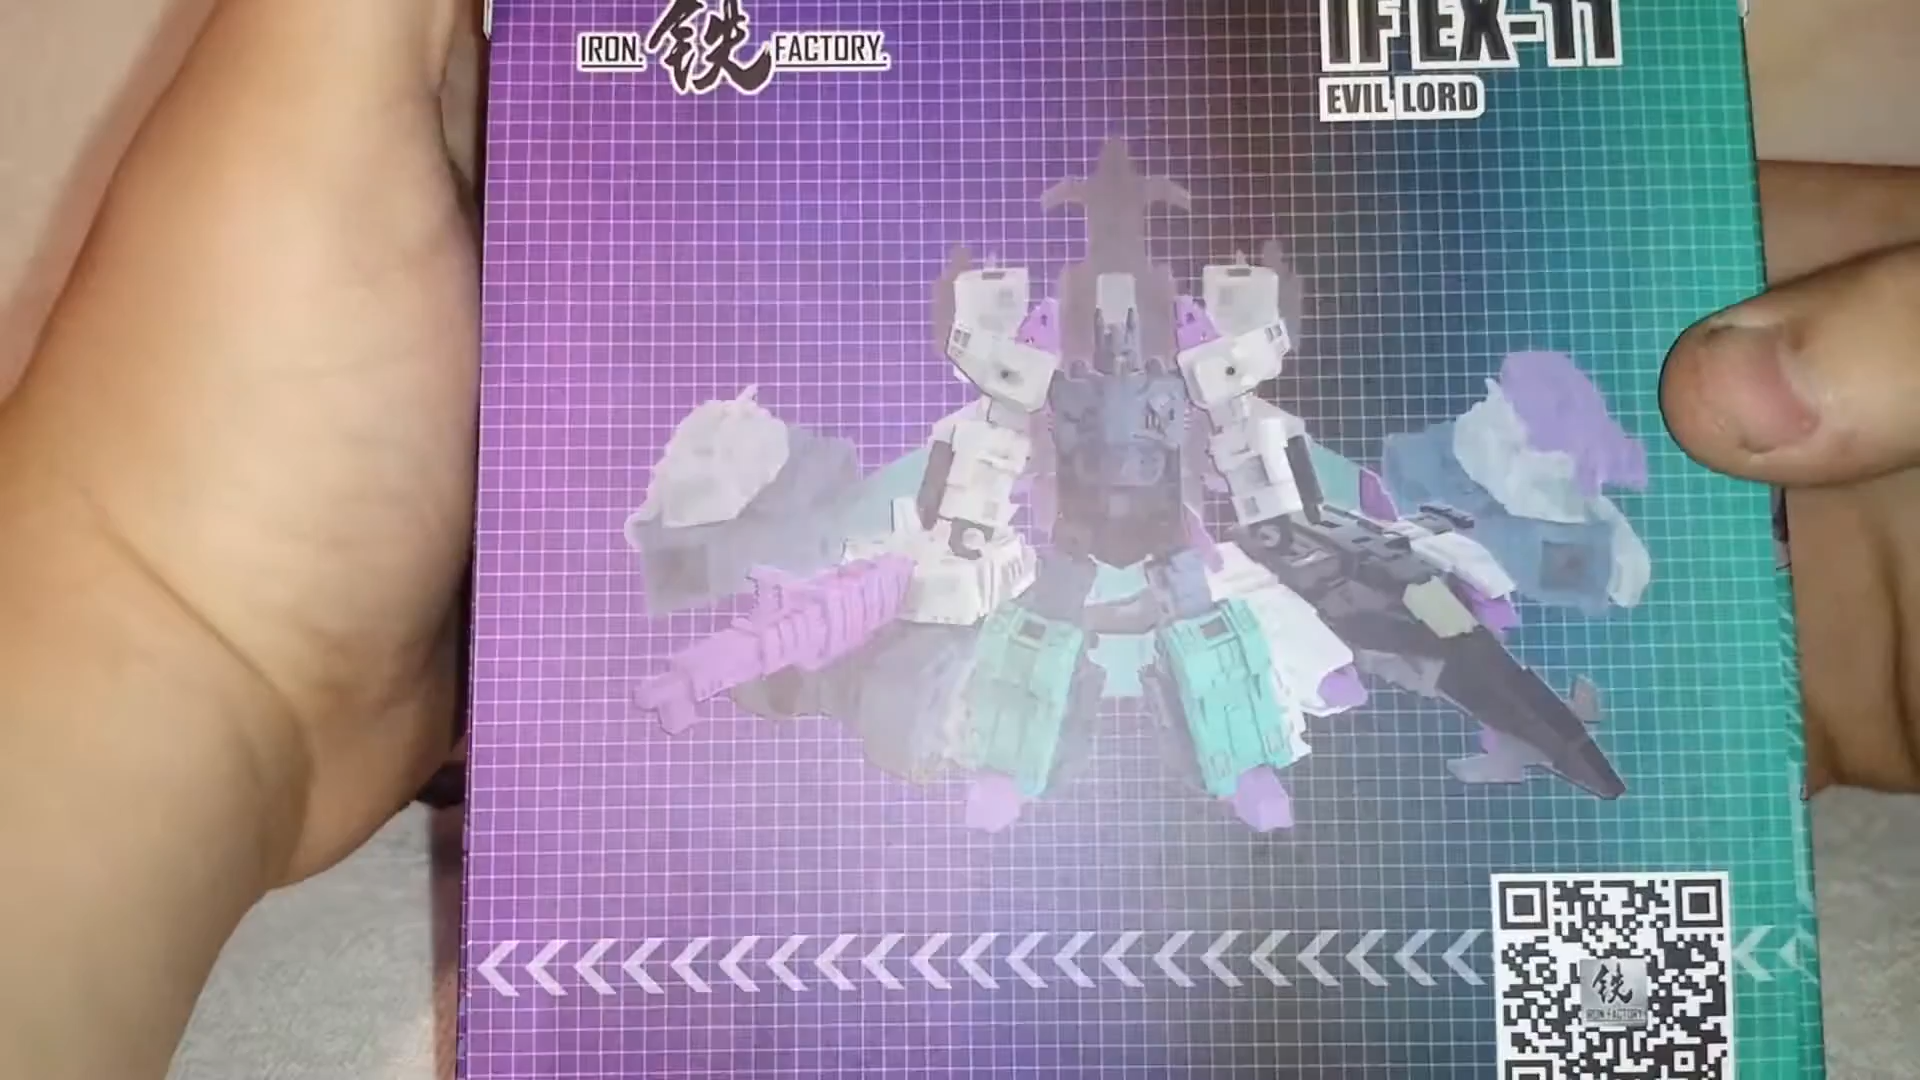 IRON. 铁 FACTORY.
IF EX-11
EVIL LORD
铁
IRON FACTORY